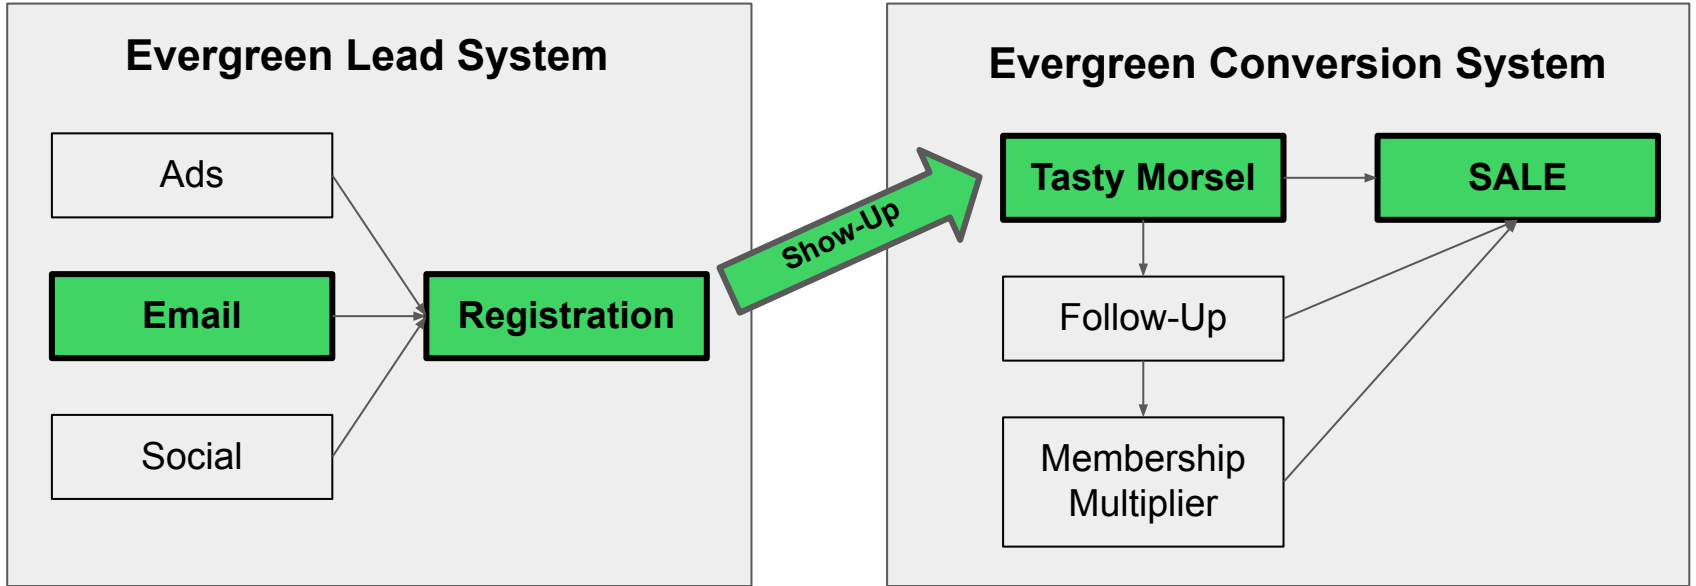 Evergreen Lead System
Ads
Email
Social
Registration
Show-Up
Evergreen Conversion System
Tasty Morsel
SALE
Follow-Up
Membership
Multiplier